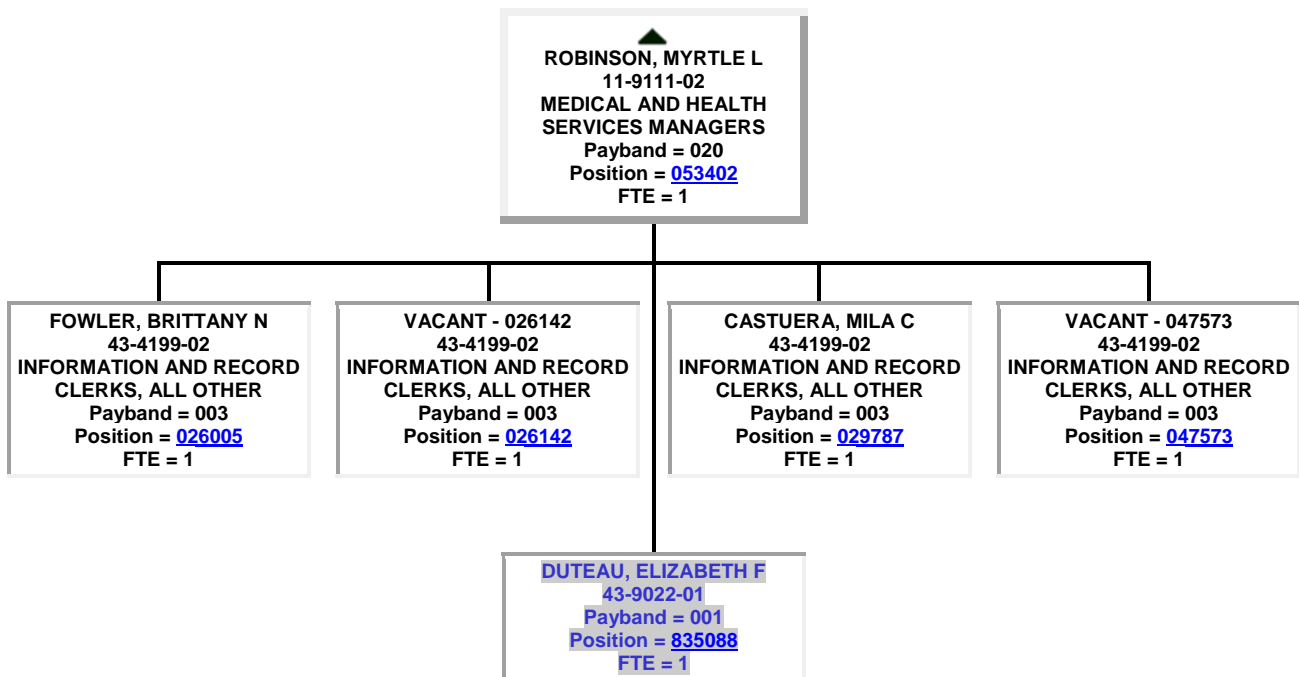 ROBINSON, MYRTLE L
11-9111-02
MEDICAL AND HEALTH
SERVICES MANAGERS
Payband = 020
Position = 053402
FTE = 1
FOWLER, BRITTANY N
43-4199-02
INFORMATION AND RECORD
CLERKS, ALL OTHER
Payband = 003
Position = 026005
FTE = 1
VACANT - 026142
43-4199-02
INFORMATION AND RECORD
CLERKS, ALL OTHER
Payband = 003
Position = 026142
FTE = 1
CASTUERA, MILA C
43-4199-02
INFORMATION AND RECORD
CLERKS, ALL OTHER
Payband = 003
Position = 029787
FTE = 1
VACANT - 047573
43-4199-02
INFORMATION AND RECORD
CLERKS, ALL OTHER
Payband = 003
Position = 047573
FTE = 1
DUTEAU, ELIZABETH F
43-9022-01
Payband = 001
Position = 835088
FTE = 1